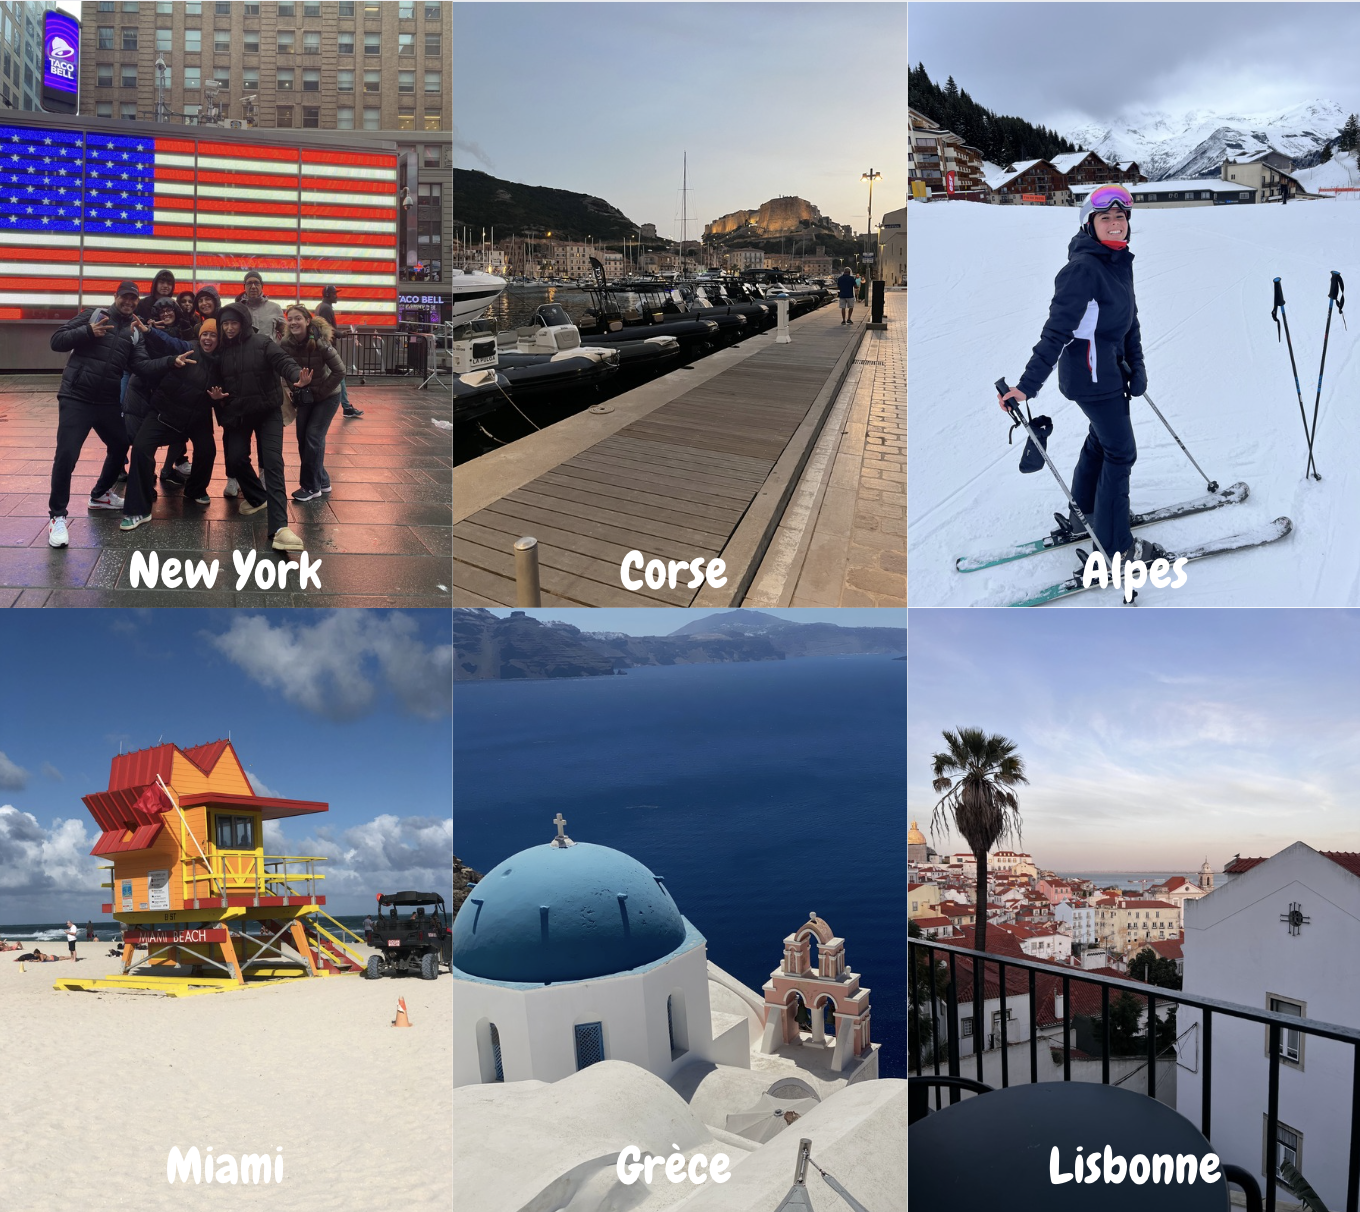 TACO
BELL
TACO BELL
New York
Corse
Alpes
MIAMI BEACH
Miami
Grèce
Lisbonne